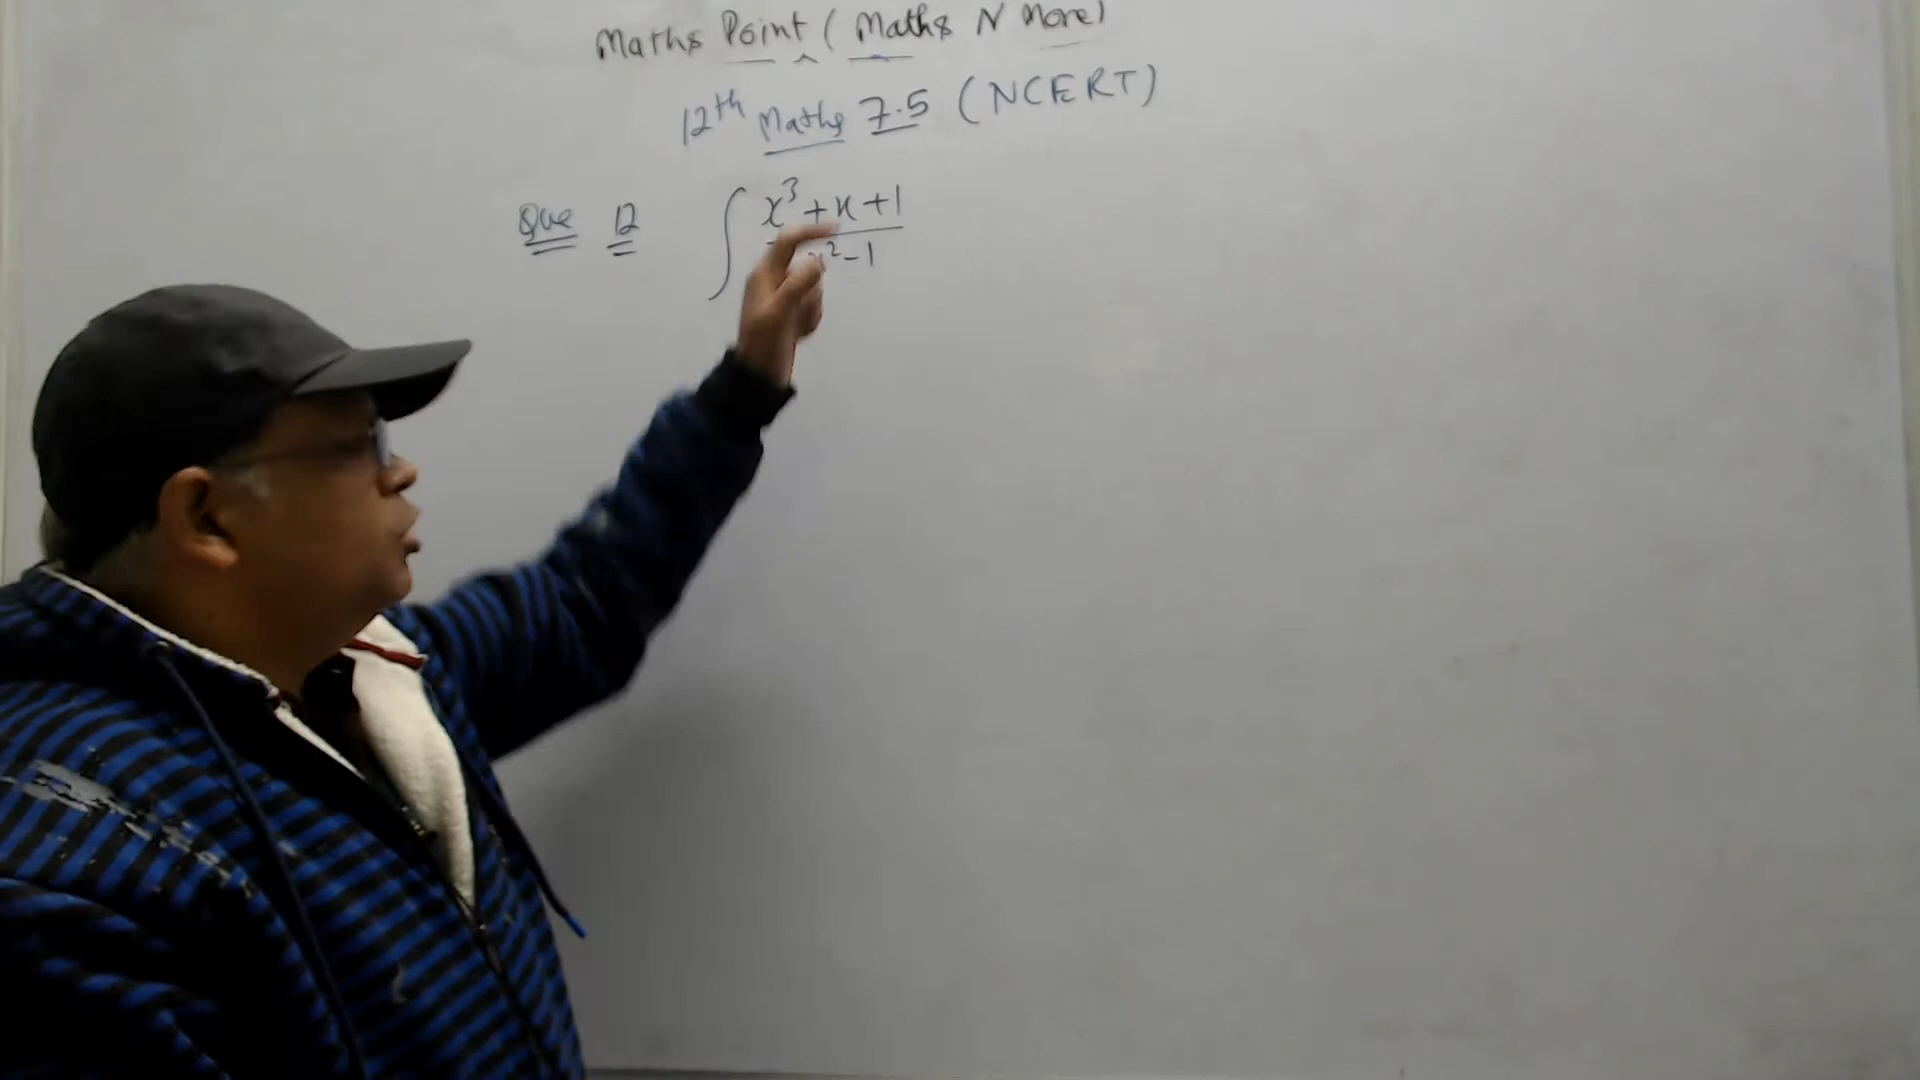 Maths Point ( Maths N More)
12th Maths 7.5 (NCERT)
Que 12 ∫ x³+x+1
x²-1